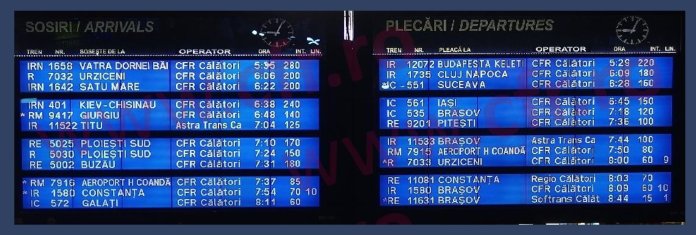 SOSIRI / ARRIVALS
TREN NR. SOSEȘTE DE LA OPERATOR ORA INT. LIN.
IRN 1658 VATRA DORNEI BĂI CFR Călători 5:55 280
R 7032 URZICENI CFR Călători 6:06 200
IRN 1642 SATU MARE CFR Călători 6:22 200
IRN 401 KIEV-CHISINAU CFR Călători 6:38 240
RM 9417 GIURGIU CFR Călători 6:48 140
IR 11522 TITU Astra Trans Ca 7:04 125
RE 5025 PLOIEȘTI SUD CFR Călători 7:10 170
R 5030 PLOIEȘTI SUD CFR Călători 7:24 150
RE 5002 BUZĂU CFR Călători 7:31 180
RM 7916 AEROPORT H COANDĂ CFR Călători 7:37 85
IR 1580 CONSTANȚA CFR Călători 7:54 70 10
IC 572 GALAȚI CFR Călători 8:11 60
PLECĂRI / DEPARTURES
TREN NR. PLEACĂ LA OPERATOR ORA INT. LIN.
IR 12072 BUDAPESTA KELETI CFR Călători 5:29 220
IR 1735 CLUJ NAPOCA CFR Călători 6:09 180
IC 551 SUCEAVA CFR Călători 6:28 160
IC 561 IAȘI CFR Călători 6:45 150
IC 535 BRAȘOV CFR Călători 7:18 120
RE 9201 PITEȘTI CFR Călători 7:36 100
IR 11533 BRAȘOV Astra Trans Ca 7:44 100
RM 7915 AEROPORT H COANDĂ CFR Călători 7:50 80
R 7033 URZICENI CFR Călători 8:00 60 9
RE 11081 CONSTANȚA Regio Călători 8:03 70
IR 1580 BRAȘOV CFR Călători 8:09 60 10
RE 11631 BRAȘOV Softrans Călăt 8:44 15 1